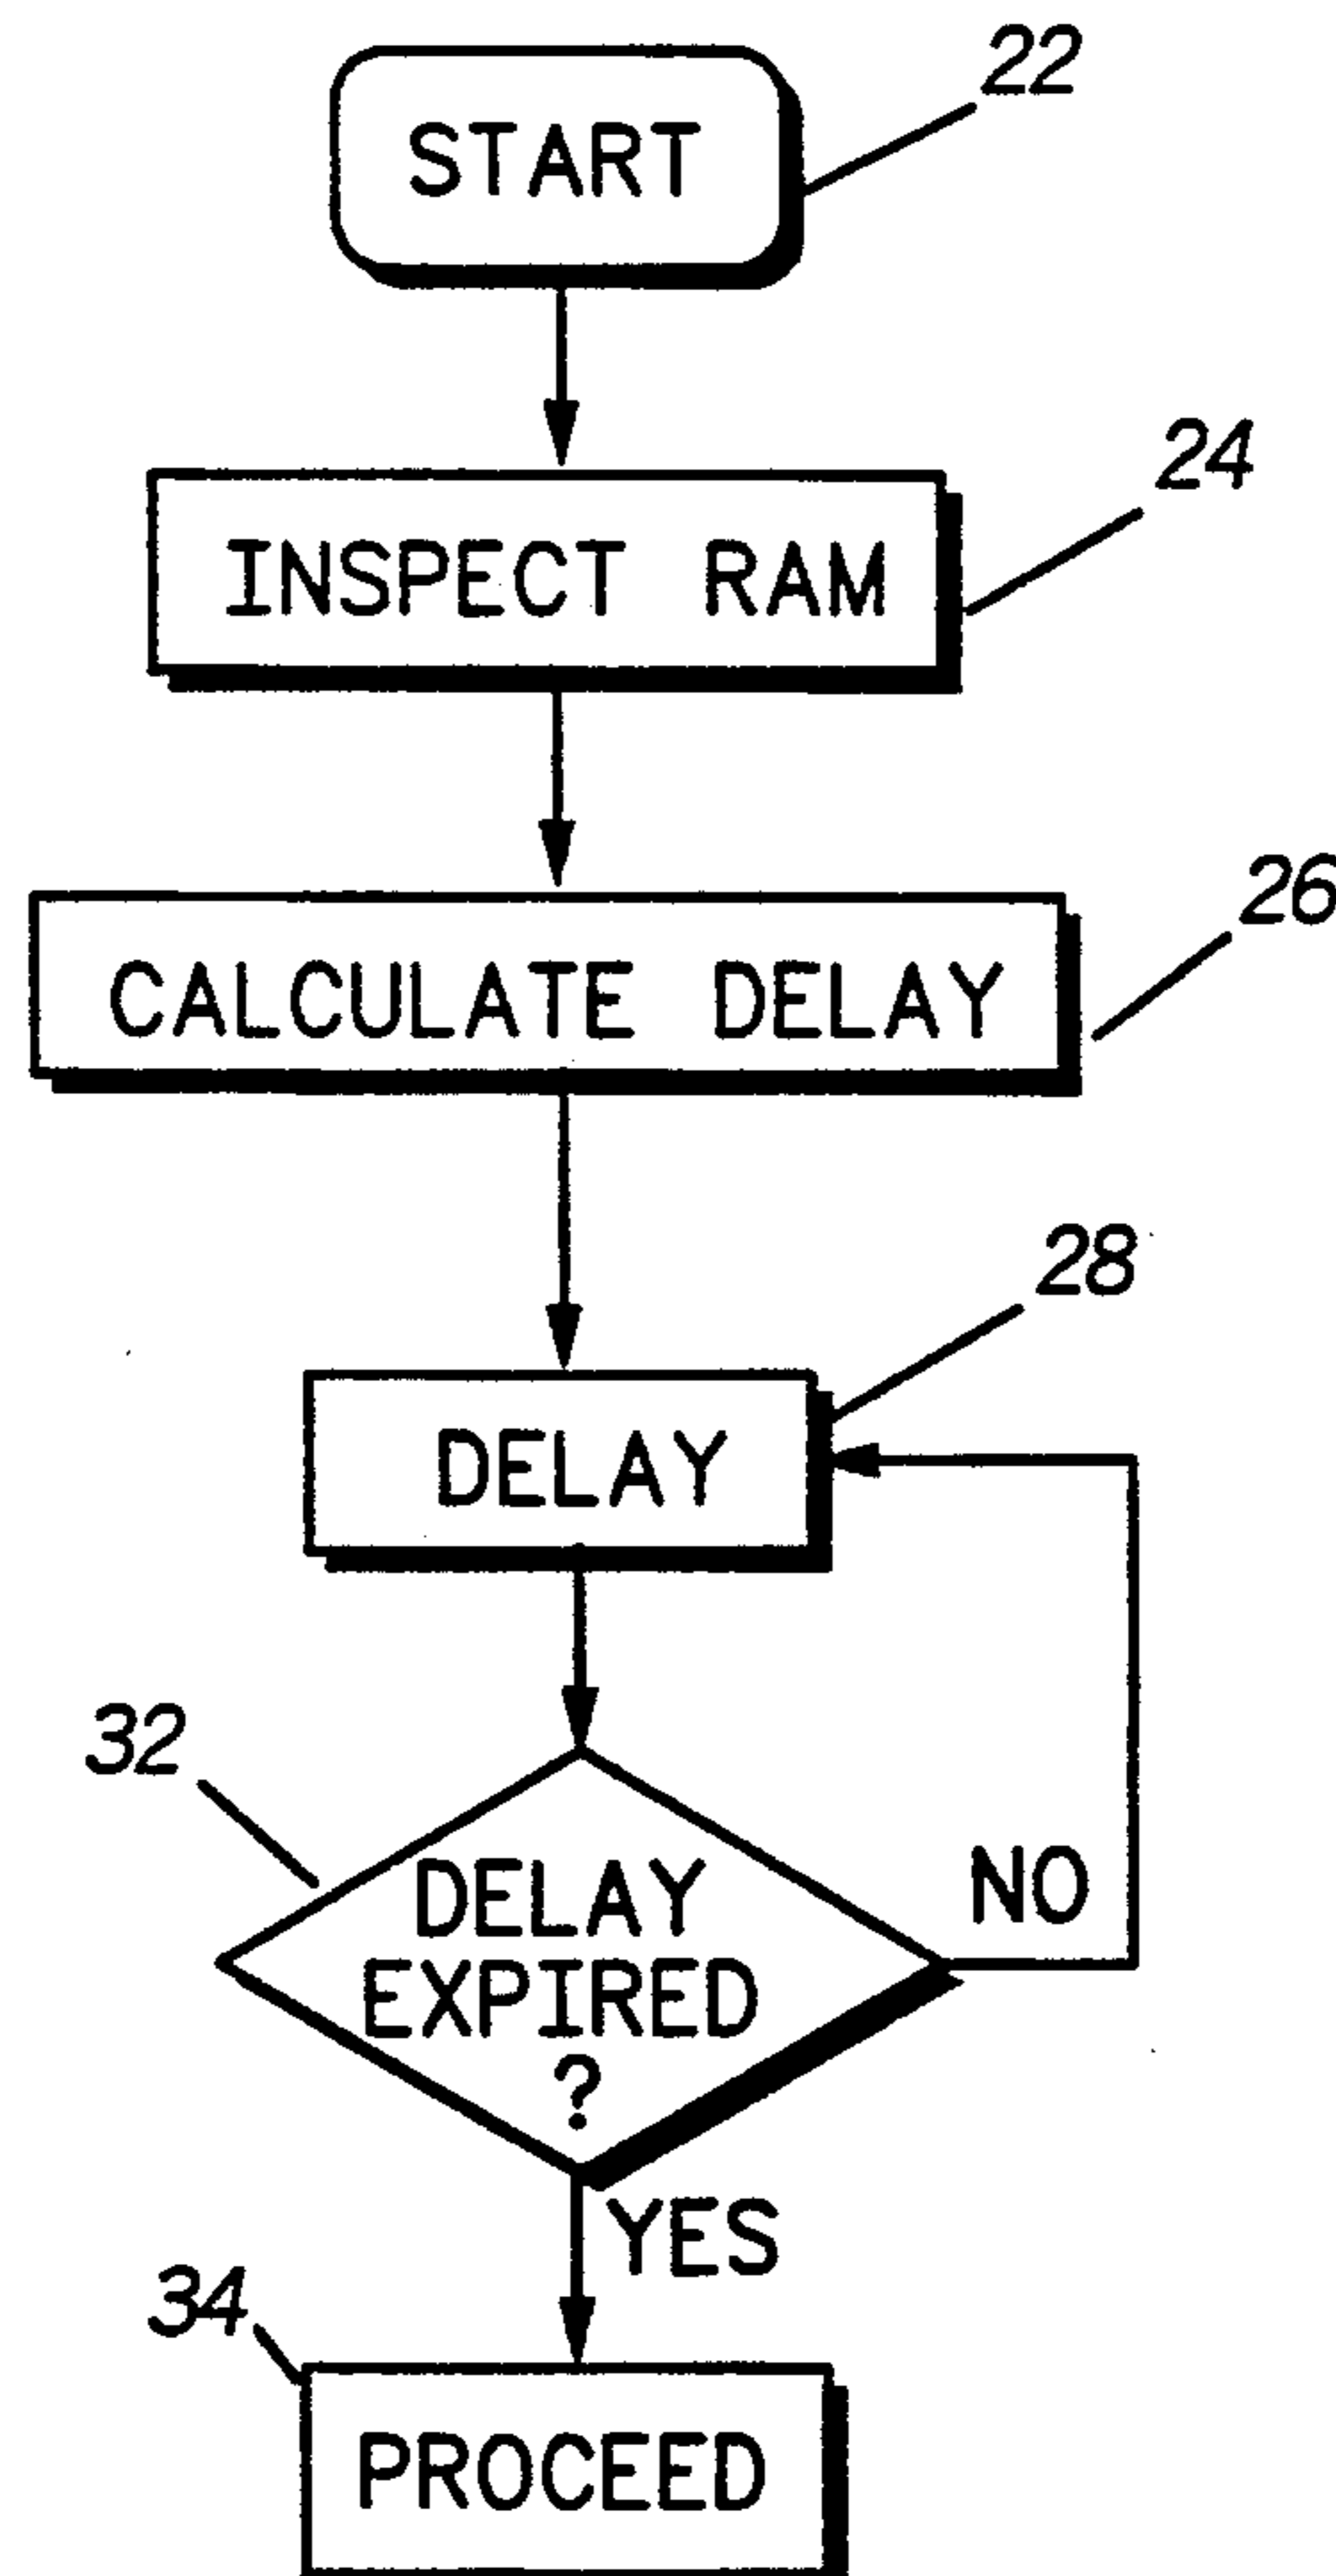 START
22
INSPECT RAM
24
CALCULATE DELAY
26
DELAY
28
32
DELAY
EXPIRED
?
NO
YES
34
PROCEED